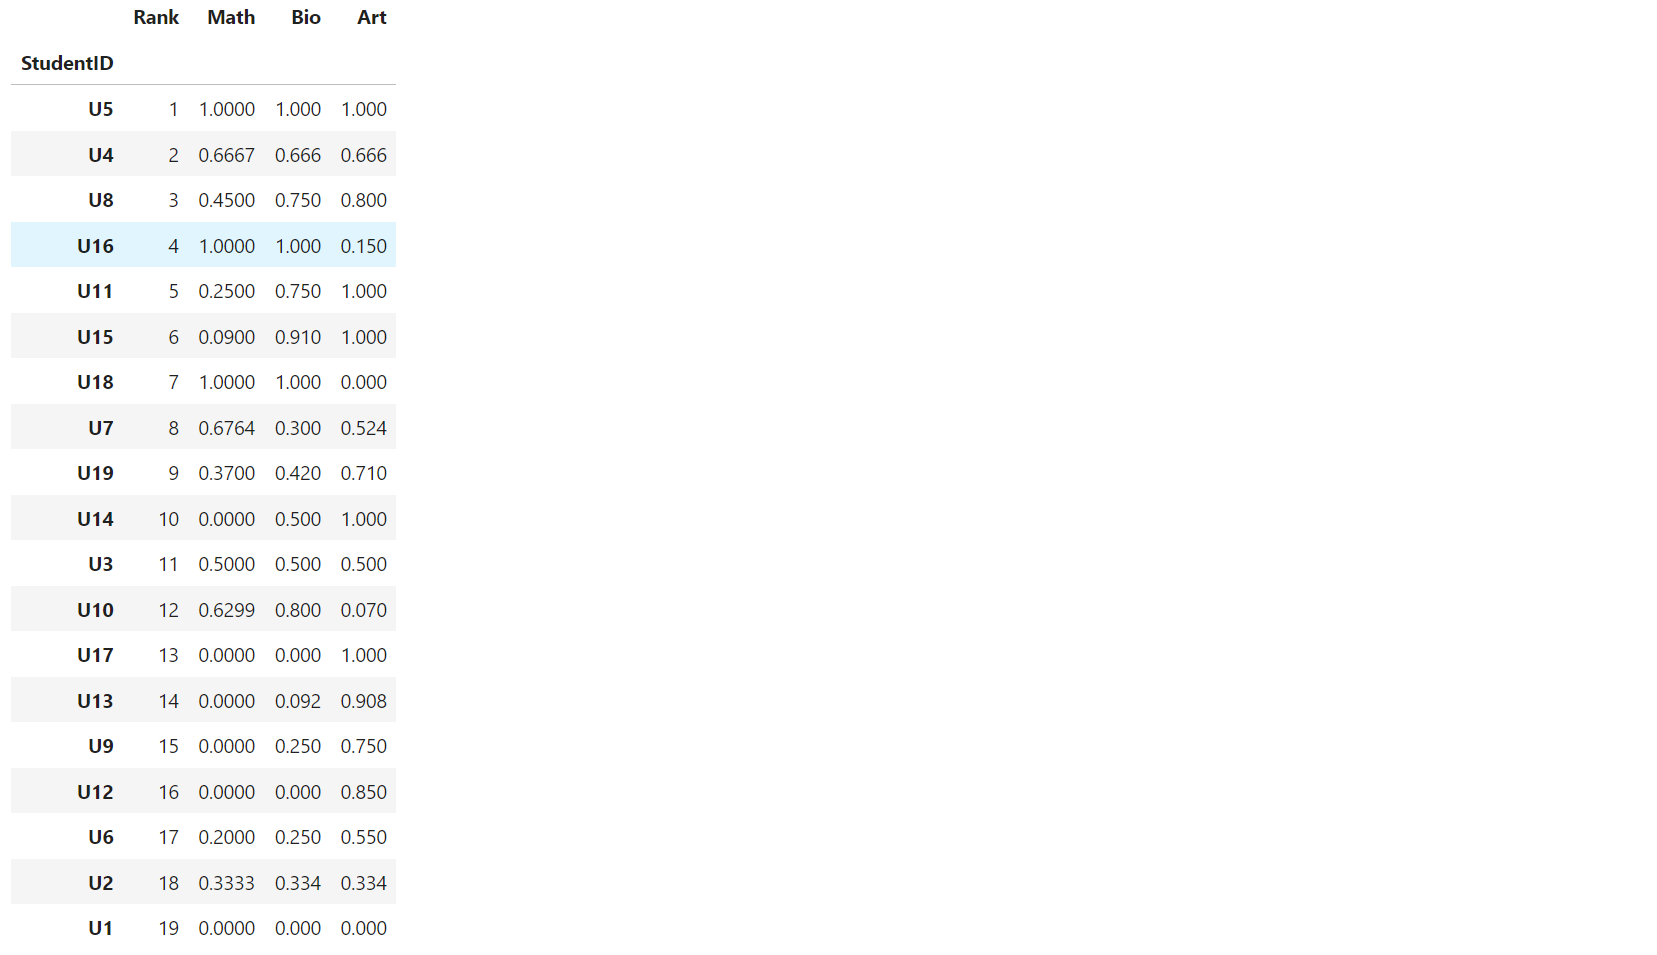 Rank Math Bio Art
StudentID
U5 1 1.0000 1.000 1.000
U4 2 0.6667 0.666 0.666
U8 3 0.4500 0.750 0.800
U16 4 1.0000 1.000 0.150
U11 5 0.2500 0.750 1.000
U15 6 0.0900 0.910 1.000
U18 7 1.0000 1.000 0.000
U7 8 0.6764 0.300 0.524
U19 9 0.3700 0.420 0.710
U14 10 0.0000 0.500 1.000
U3 11 0.5000 0.500 0.500
U10 12 0.6299 0.800 0.070
U17 13 0.0000 0.000 1.000
U13 14 0.0000 0.092 0.908
U9 15 0.0000 0.250 0.750
U12 16 0.0000 0.000 0.850
U6 17 0.2000 0.250 0.550
U2 18 0.3333 0.334 0.334
U1 19 0.0000 0.000 0.000